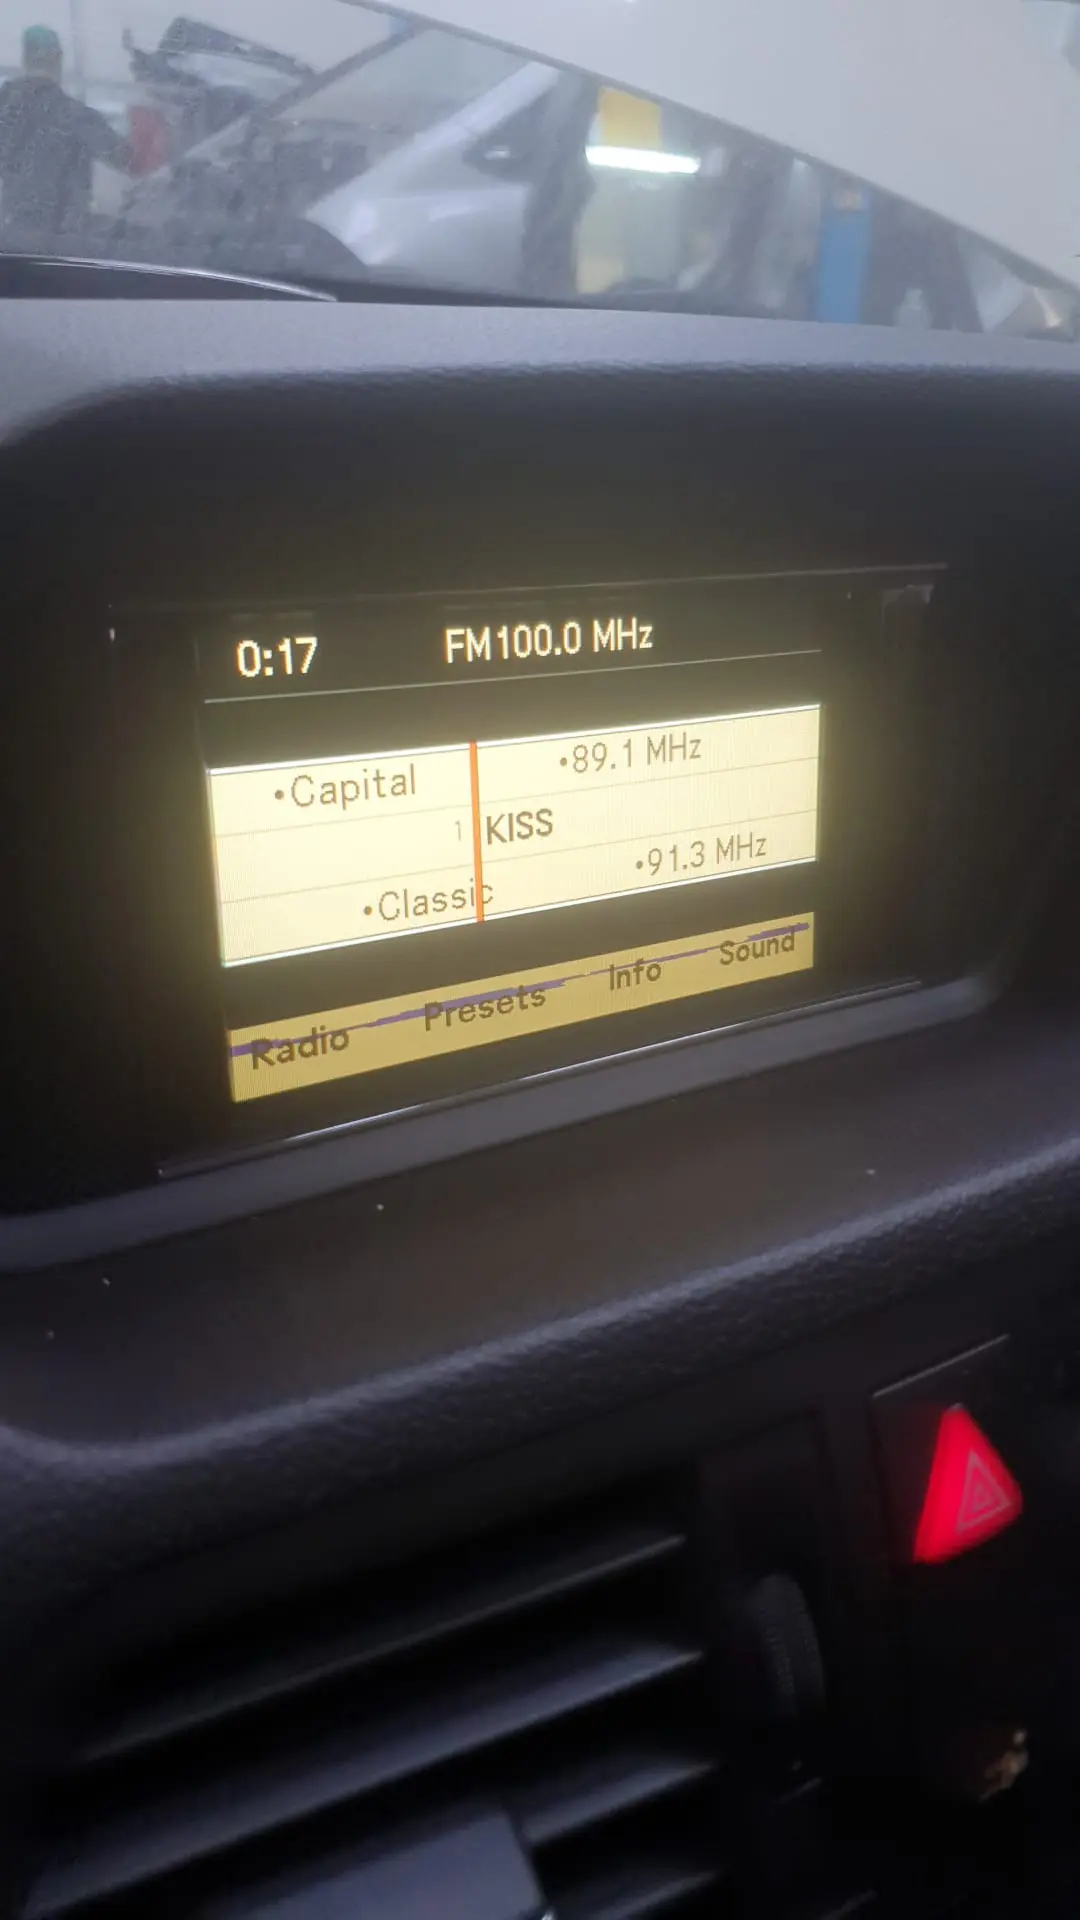 0:17 FM 100.0 MHz
•Capital •89.1 MHz
1 KISS
•Classic •91.3 MHz
Radio Presets Info Sound